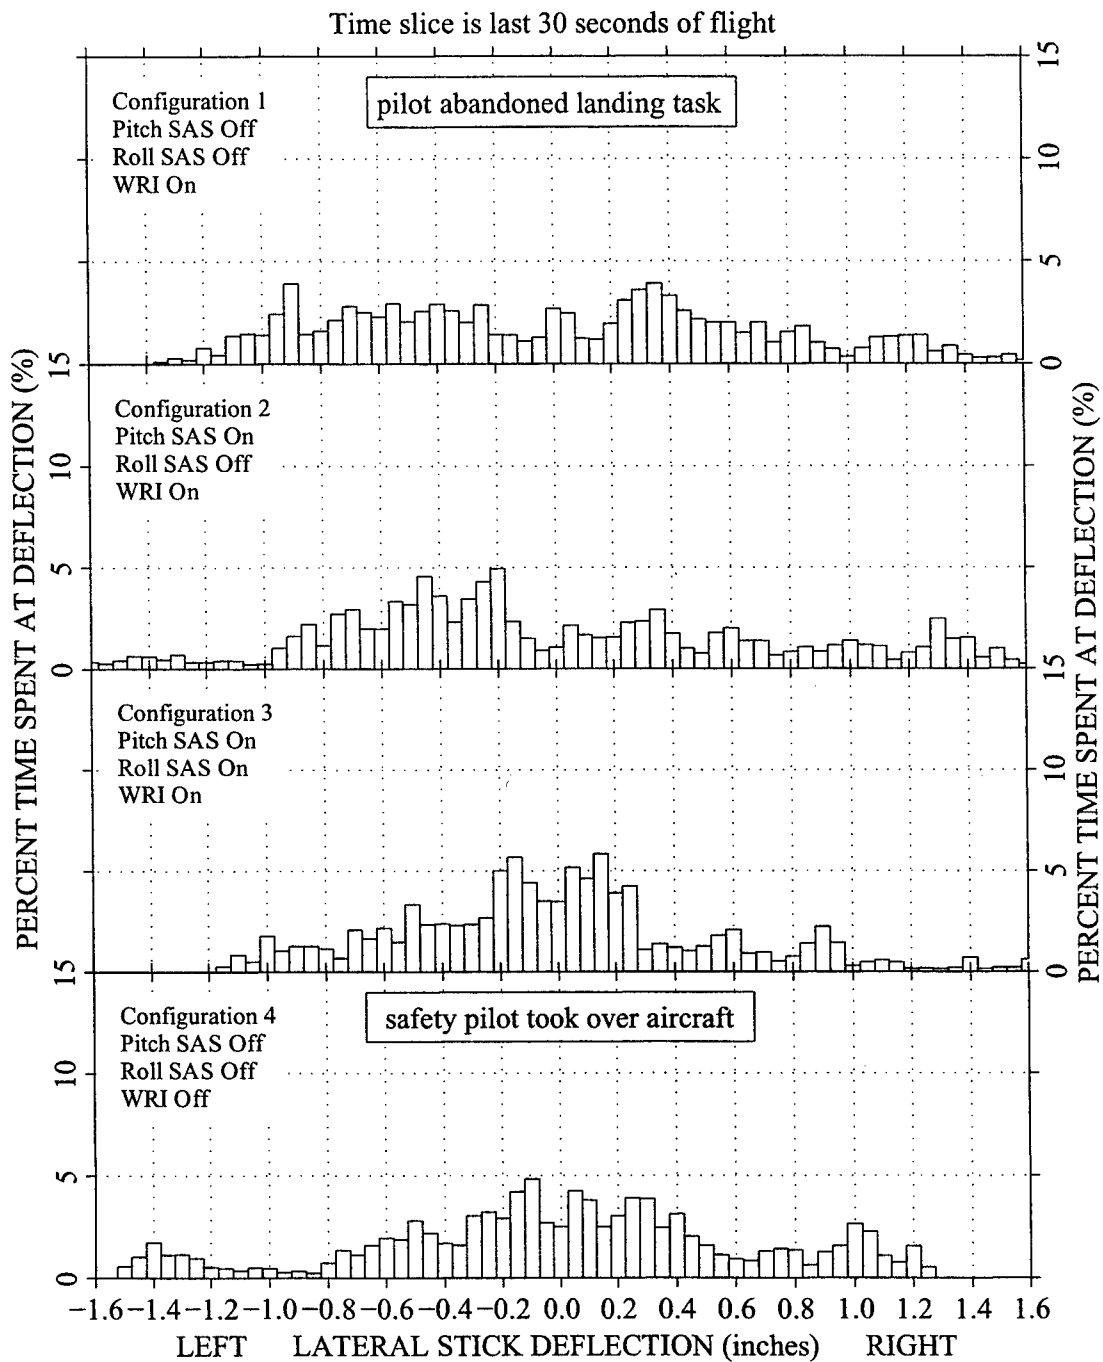 Time slice is last 30 seconds of flight
Configuration 1
Pitch SAS Off
Roll SAS Off
WRI On
pilot abandoned landing task
15
10
5
0
15
10
5
0
Configuration 2
Pitch SAS On
Roll SAS Off
WRI On
Configuration 3
Pitch SAS On
Roll SAS On
WRI On
15
10
5
0
15
10
5
0
Configuration 4
Pitch SAS Off
Roll SAS Off
WRI Off
safety pilot took over aircraft
PERCENT TIME SPENT AT DEFLECTION (%)
PERCENT TIME SPENT AT DEFLECTION (%)
−1.6 −1.4 −1.2 −1.0 −0.8 −0.6 −0.4 −0.2 0.0 0.2 0.4 0.6 0.8 1.0 1.2 1.4 1.6
LEFT LATERAL STICK DEFLECTION (inches) RIGHT